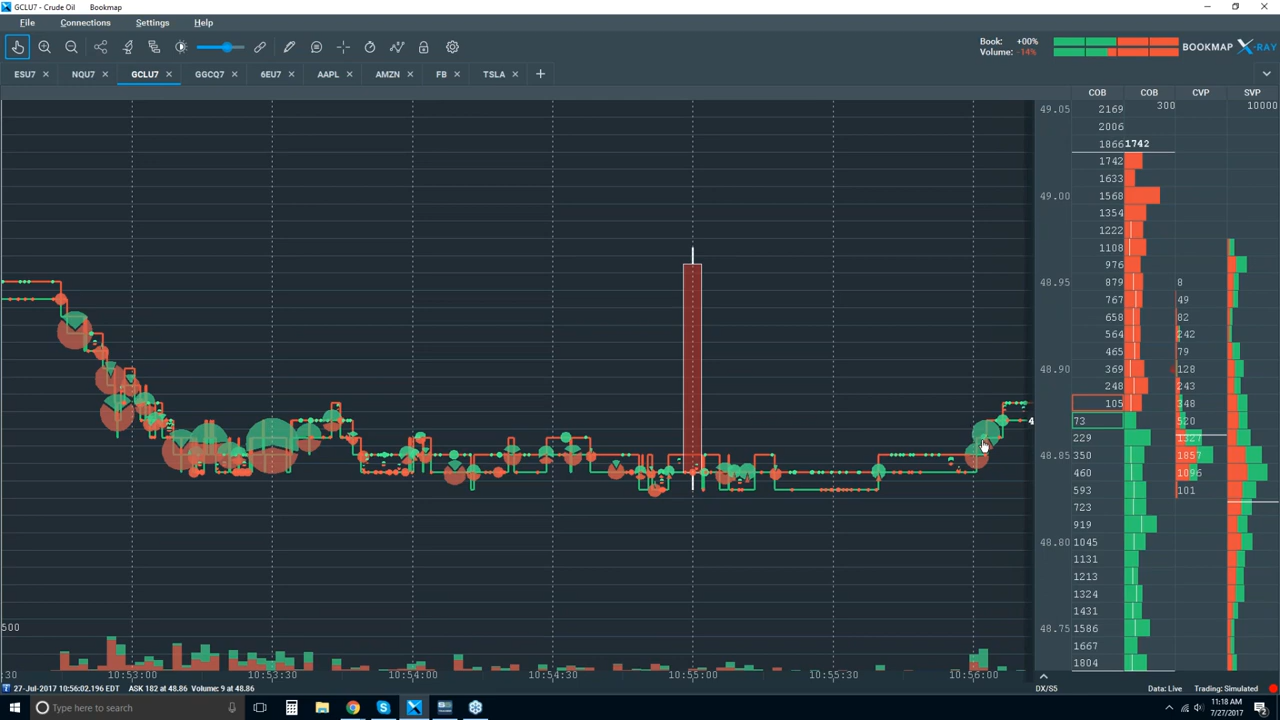 GCLU7 - Crude Oil Bookmap
File Connections Settings Help
Book: +00%
Volume: -14%
BOOKMAP X-RAY
ESU7 × NQU7 × GCLU7 × GGCQ7 × 6EU7 × AAPL × AMZN × FB × TSLA × +
COB COB CVP SVP
300 10000
49.05 2169
2006
1866 1742
1742
1633
49.00 1568
1354
1222
1108
976
48.95 879 8
767 49
658 82
564 242
465 79
48.90 369 128
240 243
105 348
4 73 520
229 1327
48.85 350 1857
460 1096
593 101
723
919
48.80 1045
1131
1213
1324
1431
500 48.75 1586
1667
1804
:30 10:53:00 10:53:30 10:54:00 10:54:30 10:55:00 10:55:30 10:56:00
27-Jul-2017 10:56:02.196 EDT ASK 182 at 48.86 Volume: 9 at 48.86 DX/S5 Data: Live Trading: Simulated
Type here to search
11:18 AM
7/27/2017
2